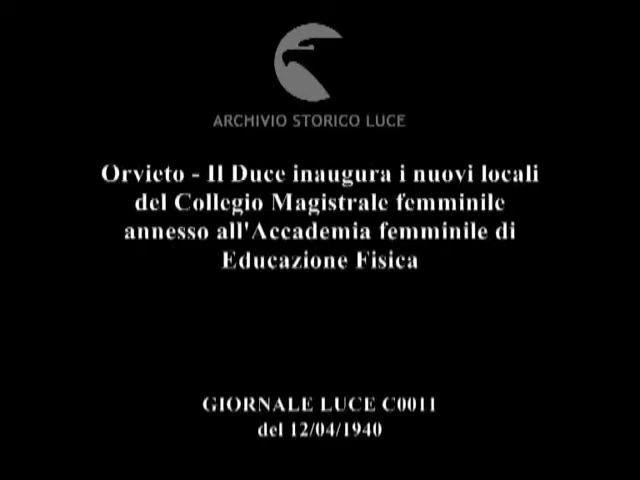 ARCHIVIO STORICO LUCE
Orvieto - Il Duce inaugura i nuovi locali
del Collegio Magistrale femminile
annesso all'Accademia femminile di
Educazione Fisica
GIORNALE LUCE C0011
del 12/04/1940